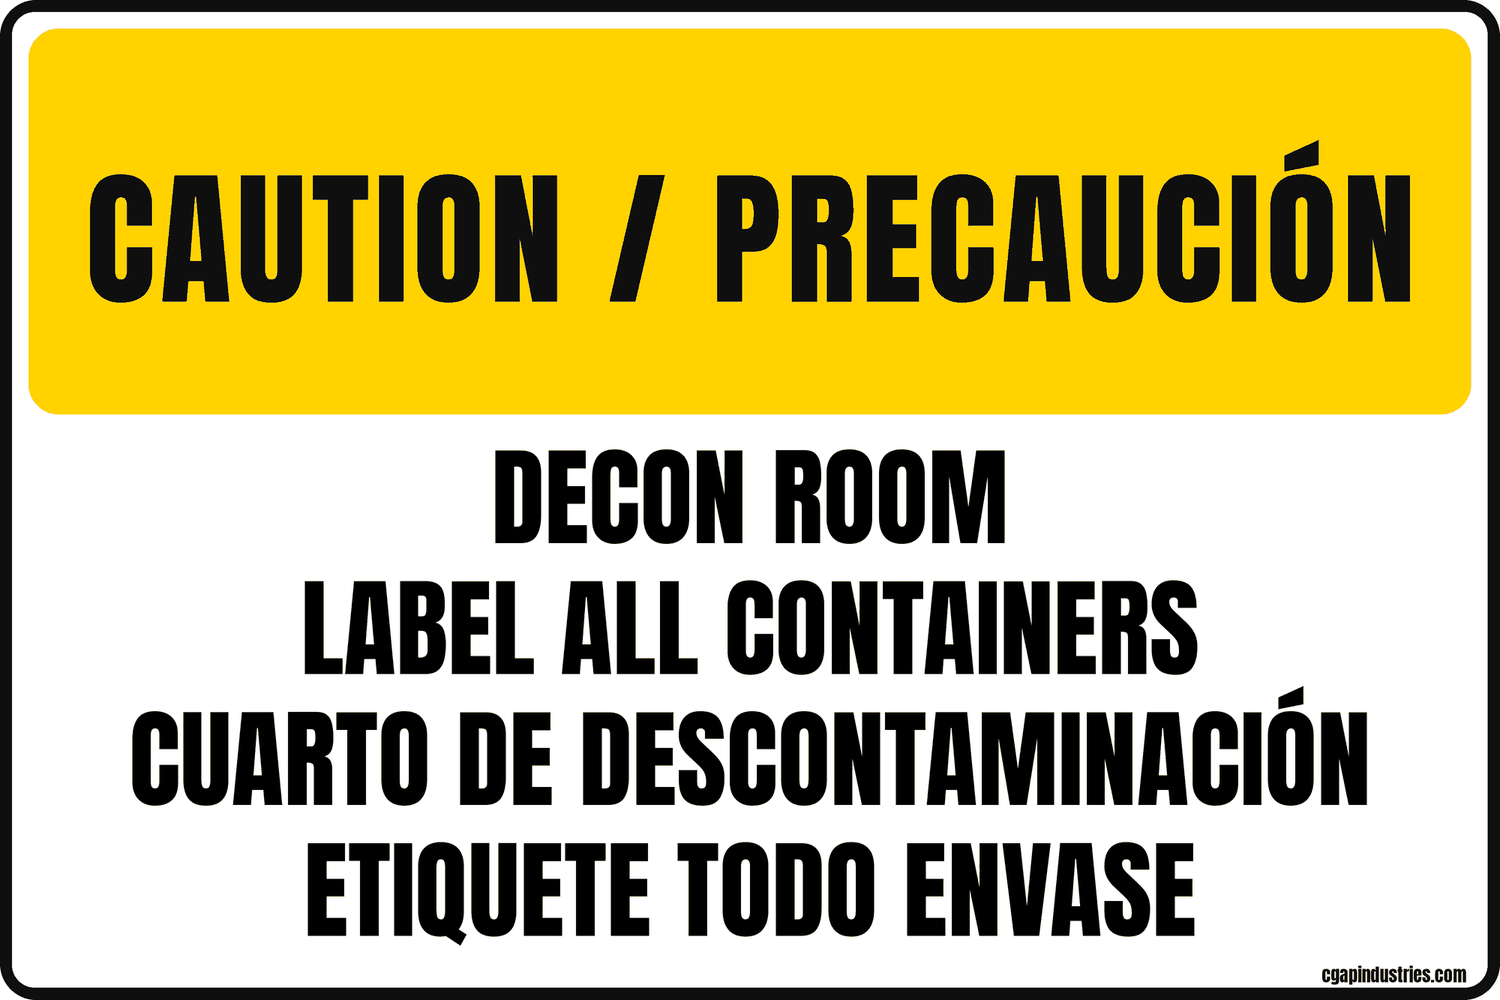 CAUTION / PRECAUCIÓN
DECON ROOM
LABEL ALL CONTAINERS
CUARTO DE DESCONTAMINACIÓN
ETIQUETE TODO ENVASE
cgapindustries.com